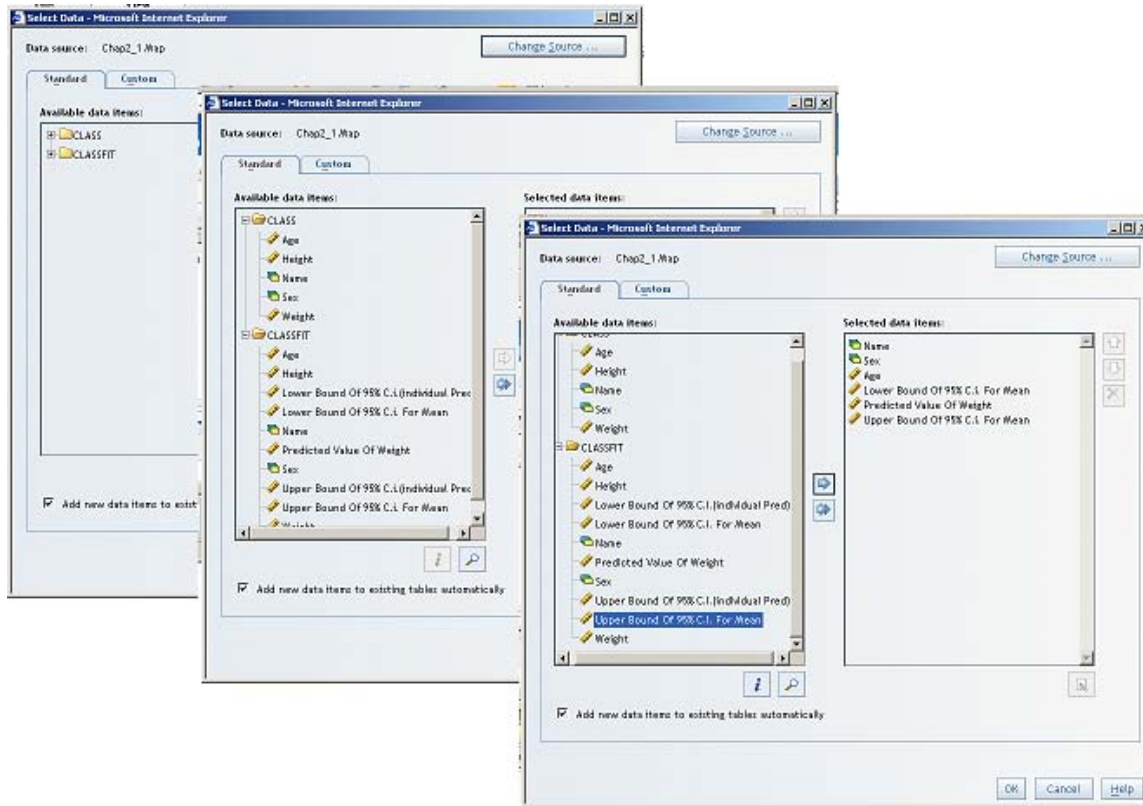 Select Data - Microsoft Internet Explorer
Data source: Chap2_1.Map
Change Source ...
Standard
Custom
Available data items:
CLASS
CLASSFIT
Add new data items to exist
Select Data - Microsoft Internet Explorer
Data source: Chap2_1.Map
Change Source ...
Standard
Custom
Available data items:
Selected data items:
CLASS
Age
Height
Name
Sex
Weight
CLASSFIT
Age
Height
Lower Bound Of 95% C.i.(individual Prec
Lower Bound Of 95% C.i. For Mean
Name
Predicted Value Of Weight
Sex
Upper Bound Of 95% C.i.(individual Prec
Upper Bound Of 95% C.i. For Mean
Weight
Add new data items to existing tables automatically
Select Data - Microsoft Internet Explorer
Data source: Chap2_1.Map
Change Source ...
Standard
Custom
Available data items:
Selected data items:
CLASS
Age
Height
Name
Sex
Weight
CLASSFIT
Age
Height
Lower Bound Of 95% C.I.(individual Pred)
Lower Bound Of 95% C.I. For Mean
Name
Predicted Value Of Weight
Sex
Upper Bound Of 95% C.I.(individual Pred)
Upper Bound Of 95% C.I. For Mean
Weight
Name
Sex
Age
Lower Bound Of 95% C.I. For Mean
Predicted Value Of Weight
Upper Bound Of 95% C.I. For Mean
Add new data items to existing tables automatically
OK
Cancel
Help